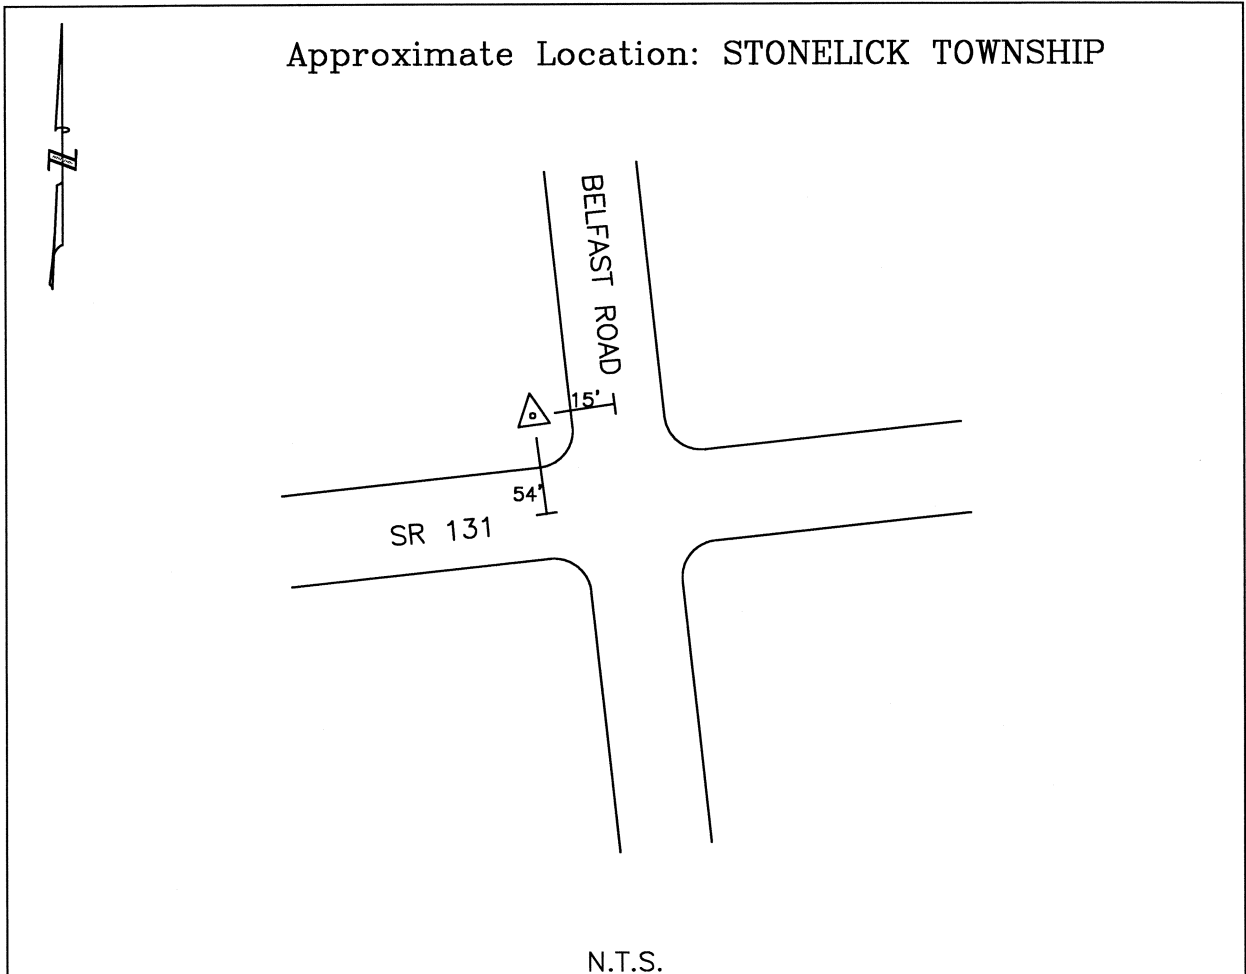 Approximate Location: STONELICK TOWNSHIP
N
BELFAST ROAD
15'
54'
SR 131
N.T.S.